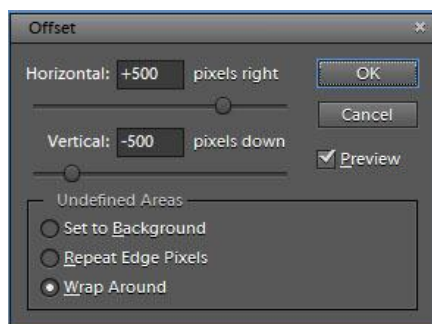 Offset
Horizontal: +500 pixels right
OK
Cancel
Vertical: -500 pixels down
Preview
Undefined Areas
Set to Background
Repeat Edge Pixels
Wrap Around